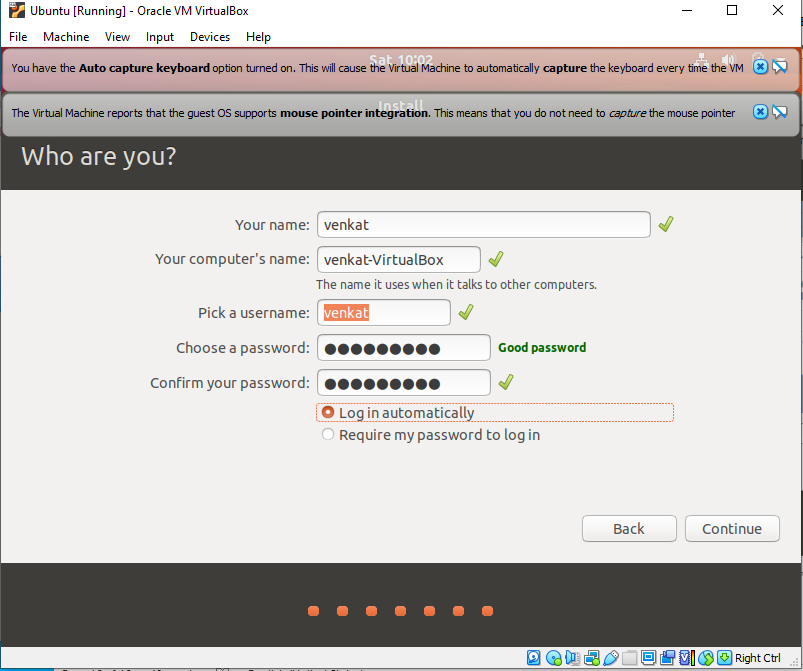 Ubuntu [Running] - Oracle VM VirtualBox
File Machine View Input Devices Help
Sat 10:02
You have the Auto capture keyboard option turned on. This will cause the Virtual Machine to automatically capture the keyboard every time the VM
Install
The Virtual Machine reports that the guest OS supports mouse pointer integration. This means that you do not need to capture the mouse pointer
Who are you?
Your name: venkat
Your computer's name: venkat-VirtualBox
The name it uses when it talks to other computers.
Pick a username: venkat
Choose a password: ●●●●●●●●● Good password
Confirm your password: ●●●●●●●●●
Log in automatically
Require my password to log in
Back Continue
Right Ctrl